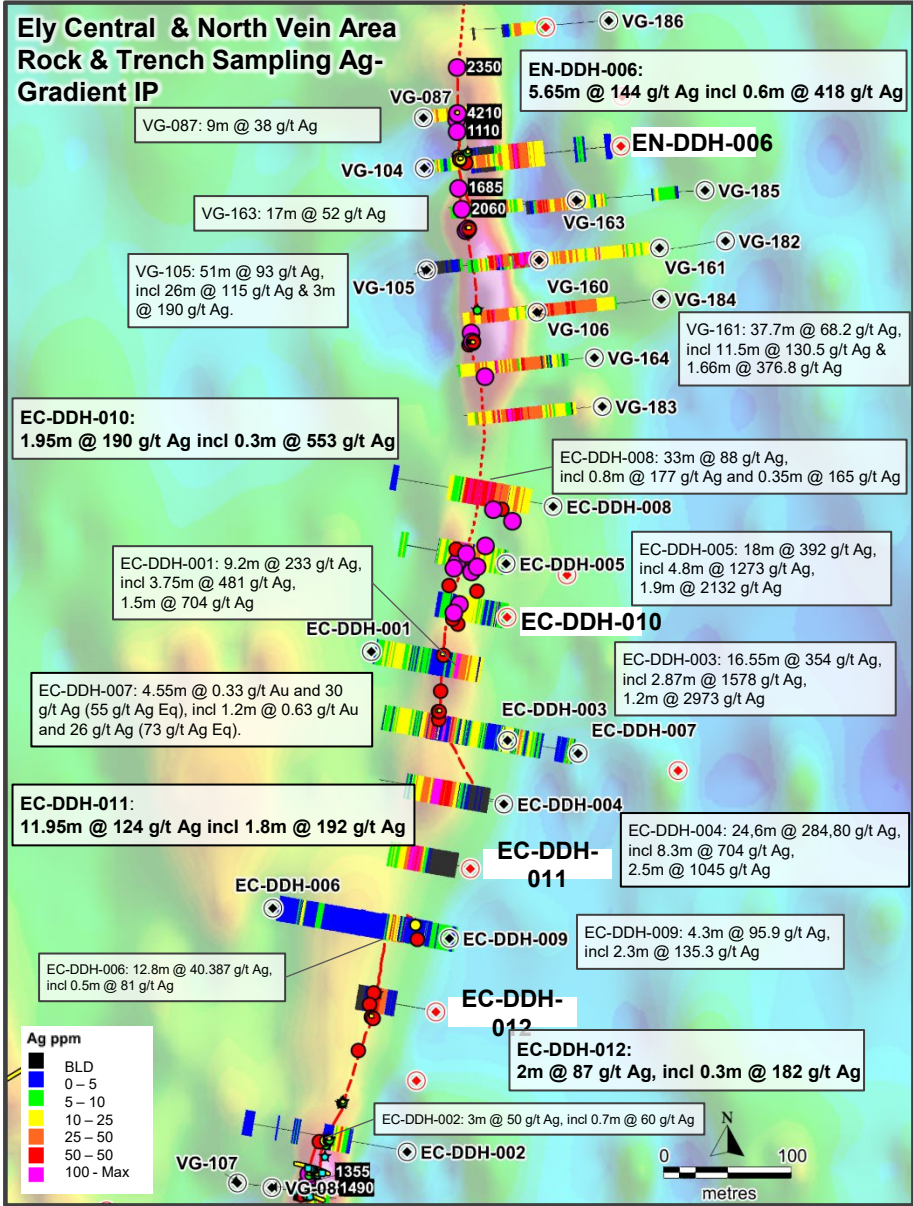 Ely Central & North Vein Area
Rock & Trench Sampling Ag-
Gradient IP
VG-186
2350
EN-DDH-006:
5.65m @ 144 g/t Ag incl 0.6m @ 418 g/t Ag
VG-087
4210
1110
VG-087: 9m @ 38 g/t Ag
EN-DDH-006
VG-104
1685
VG-185
2060
VG-163
VG-163: 17m @ 52 g/t Ag
VG-182
VG-161
VG-105: 51m @ 93 g/t Ag,
incl 26m @ 115 g/t Ag & 3m
@ 190 g/t Ag.
VG-105
VG-160
VG-184
VG-106
VG-161: 37.7m @ 68.2 g/t Ag,
incl 11.5m @ 130.5 g/t Ag &
1.66m @ 376.8 g/t Ag
VG-164
VG-183
EC-DDH-010:
1.95m @ 190 g/t Ag incl 0.3m @ 553 g/t Ag
EC-DDH-008: 33m @ 88 g/t Ag,
incl 0.8m @ 177 g/t Ag and 0.35m @ 165 g/t Ag
EC-DDH-008
EC-DDH-001: 9.2m @ 233 g/t Ag,
incl 3.75m @ 481 g/t Ag,
1.5m @ 704 g/t Ag
EC-DDH-005
EC-DDH-005: 18m @ 392 g/t Ag,
incl 4.8m @ 1273 g/t Ag,
1.9m @ 2132 g/t Ag
EC-DDH-010
EC-DDH-001
EC-DDH-003: 16.55m @ 354 g/t Ag,
incl 2.87m @ 1578 g/t Ag,
1.2m @ 2973 g/t Ag
EC-DDH-007: 4.55m @ 0.33 g/t Au and 30
g/t Ag (55 g/t Ag Eq), incl 1.2m @ 0.63 g/t Au
and 26 g/t Ag (73 g/t Ag Eq).
EC-DDH-003
EC-DDH-007
EC-DDH-011:
11.95m @ 124 g/t Ag incl 1.8m @ 192 g/t Ag
EC-DDH-004
EC-DDH-004: 24,6m @ 284,80 g/t Ag,
incl 8.3m @ 704 g/t Ag,
2.5m @ 1045 g/t Ag
EC-DDH-
011
EC-DDH-006
EC-DDH-009
EC-DDH-009: 4.3m @ 95.9 g/t Ag,
incl 2.3m @ 135.3 g/t Ag
EC-DDH-006: 12.8m @ 40.387 g/t Ag,
incl 0.5m @ 81 g/t Ag
EC-DDH-
012
EC-DDH-012:
2m @ 87 g/t Ag, incl 0.3m @ 182 g/t Ag
Ag ppm
BLD
0 – 5
5 – 10
10 – 25
25 – 50
50 – 50
100 - Max
EC-DDH-002: 3m @ 50 g/t Ag, incl 0.7m @ 60 g/t Ag
EC-DDH-002
VG-107
1355
VG-08
1490
N
0 100
metres